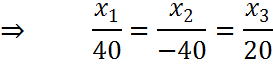 ⇒ x₁/40 = x₂/−40 = x₃/20